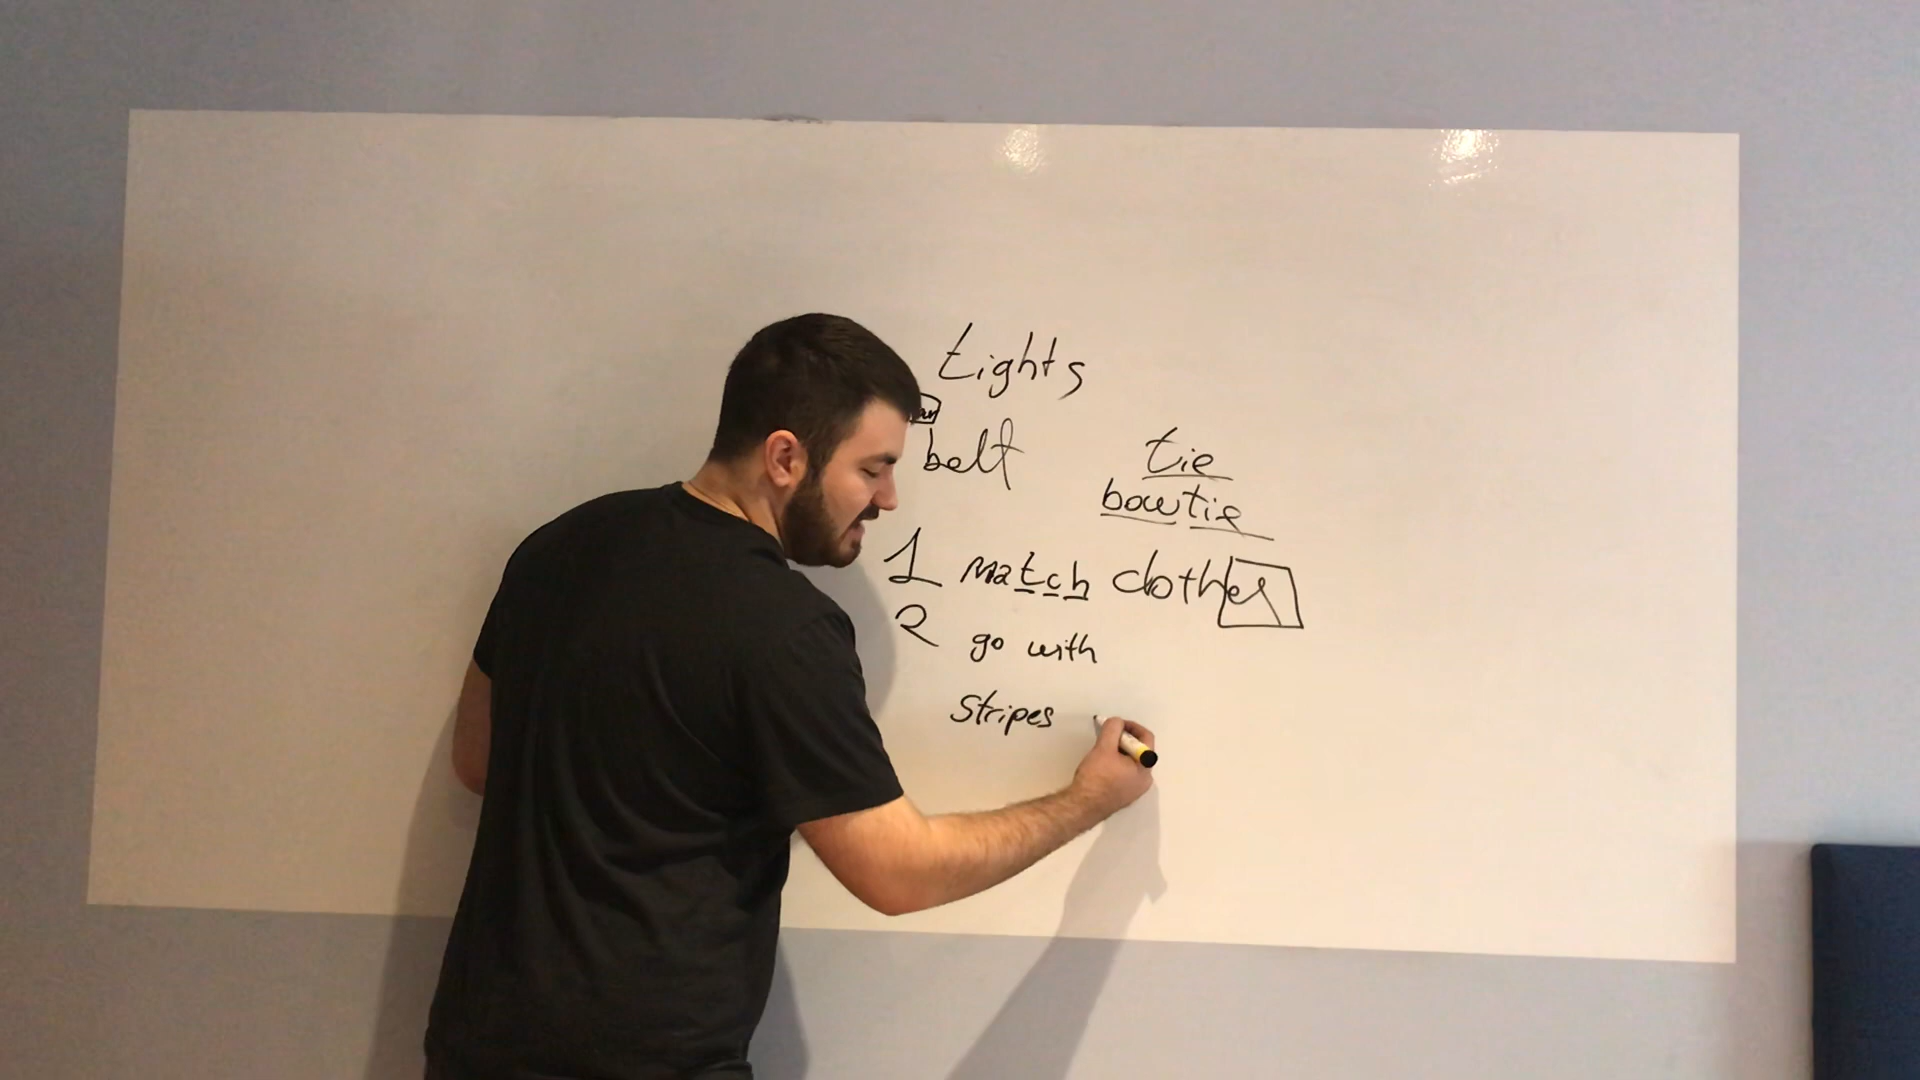 tights
belt
tie
bowtie
1 match clothes
2 go with
stripes